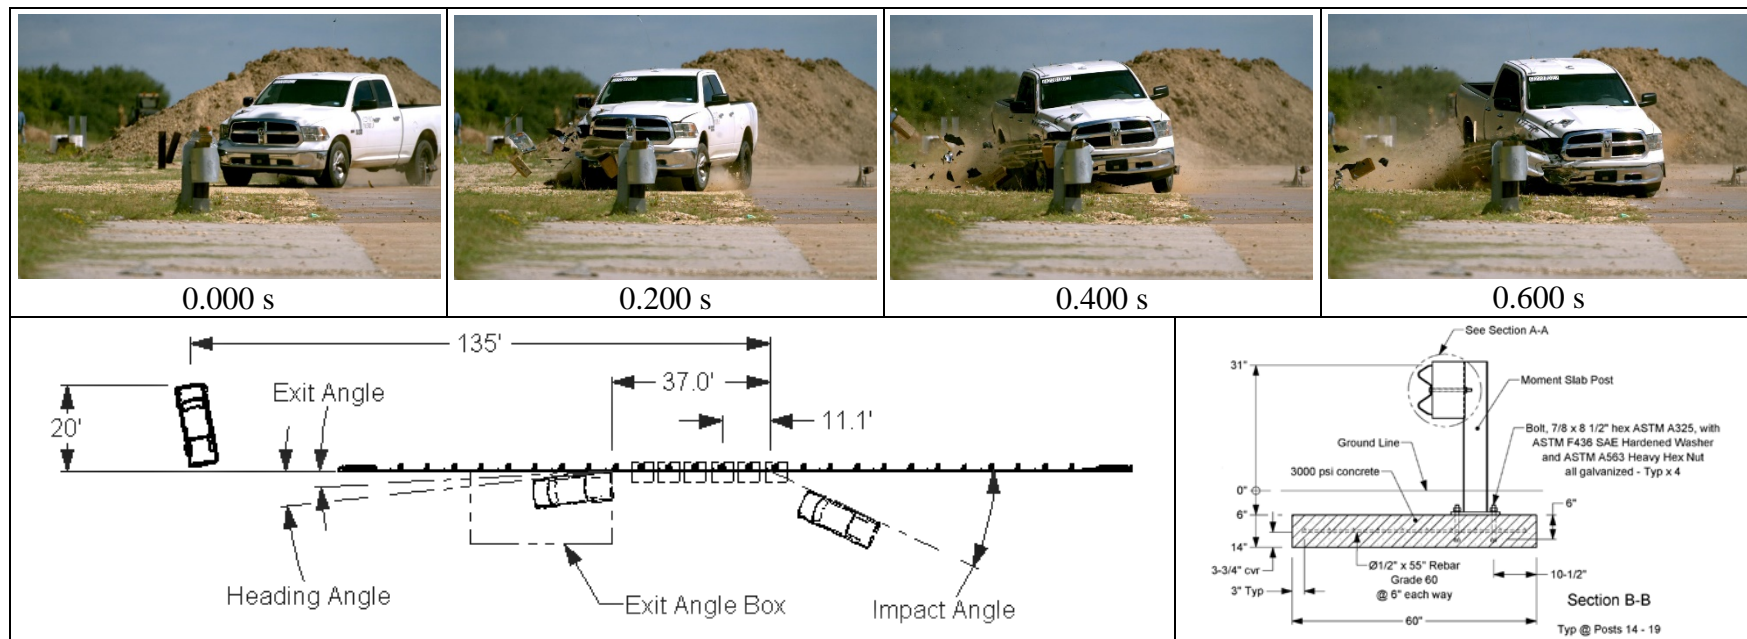 0.000 s
0.200 s
0.400 s
0.600 s
135'
37.0'
11.1'
Exit Angle
20'
Heading Angle
Exit Angle Box
Impact Angle
See Section A-A
31"
Moment Slab Post
Bolt, 7/8 x 8 1/2" hex ASTM A325, with
ASTM F436 SAE Hardened Washer
and ASTM A563 Heavy Hex Nut
all galvanized - Typ x 4
Ground Line
3000 psi concrete
0"
6"
6"
14"
3-3/4" cvr
3" Typ
Ø1/2" x 55" Rebar
Grade 60
@ 6" each way
10-1/2"
60"
Section B-B
Typ @ Posts 14 - 19